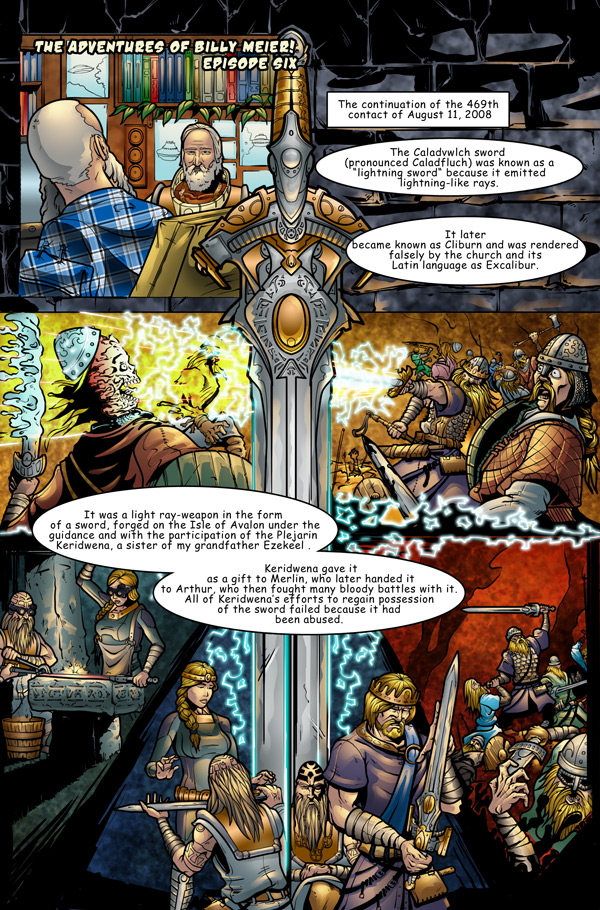 THE ADVENTURES OF BILLY MEIER!
EPISODE SIX
The continuation of the 469th
contact of August 11, 2008
The Caladvwlch sword
(pronounced Caladfluch) was known as a
"lightning sword" because it emitted
lightning-like rays.
It later
became known as Cliburn and was rendered
falsely by the church and its
Latin language as Excalibur.
It was a light ray-weapon in the form
of a sword, forged on the Isle of Avalon under the
guidance and with the participation of the Plejarin
Keridwena, a sister of my grandfather Ezekeel .
Keridwena gave it
as a gift to Merlin, who later handed it
to Arthur, who then fought many bloody battles with it.
All of Keridwena's efforts to regain possession
of the sword failed because it had
been abused.